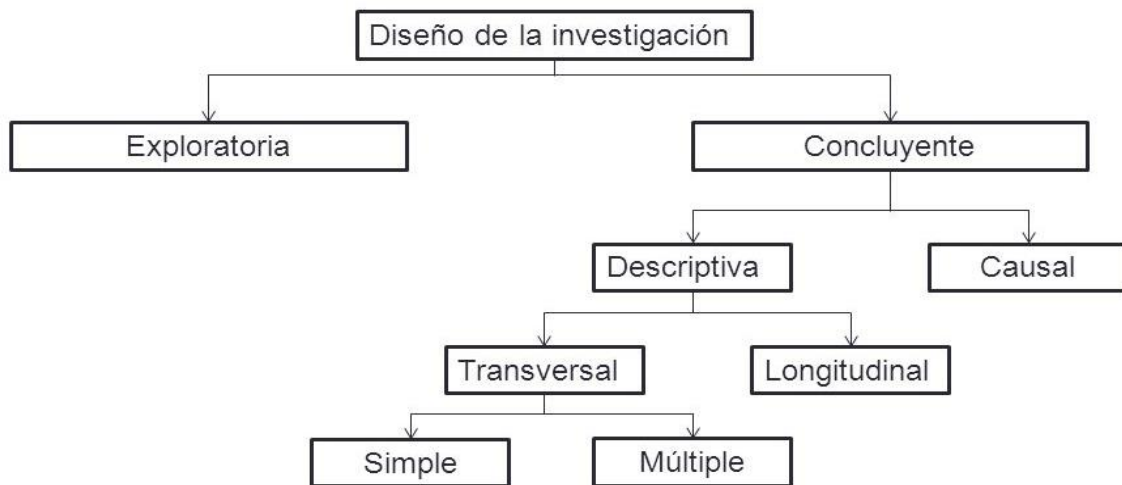 Diseño de la investigación
Exploratoria
Concluyente
Descriptiva
Causal
Transversal
Longitudinal
Simple
Múltiple